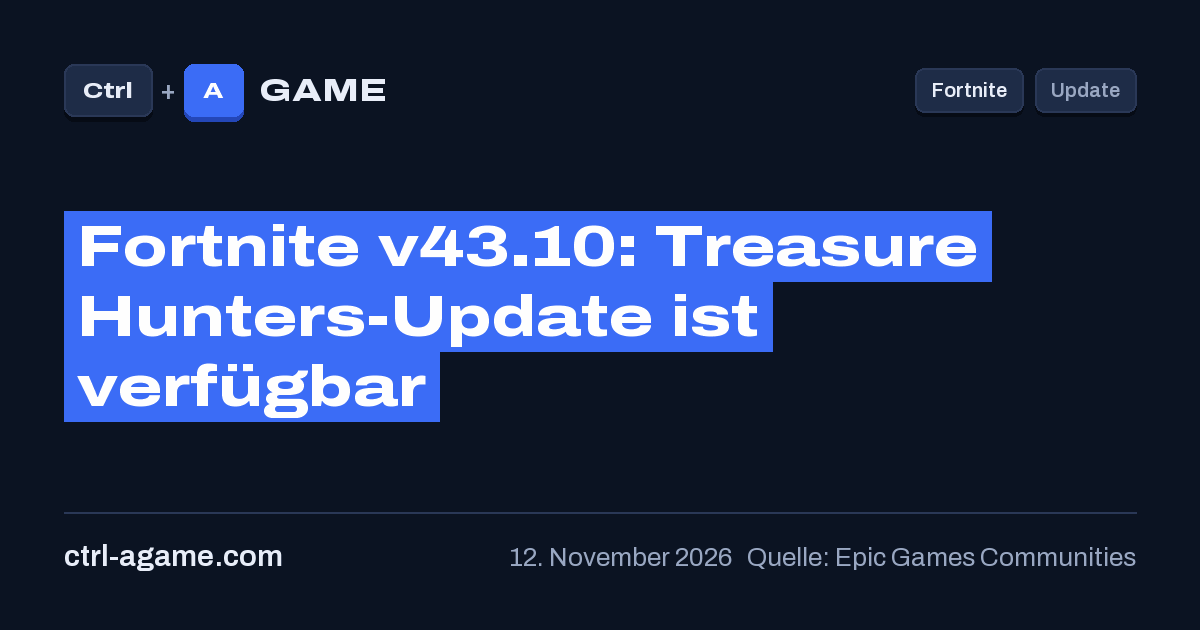 Ctrl + A GAME
Fortnite Update
Fortnite v43.10: Treasure
Hunters-Update ist
verfügbar
ctrl-agame.com
12. November 2026 Quelle: Epic Games Communities